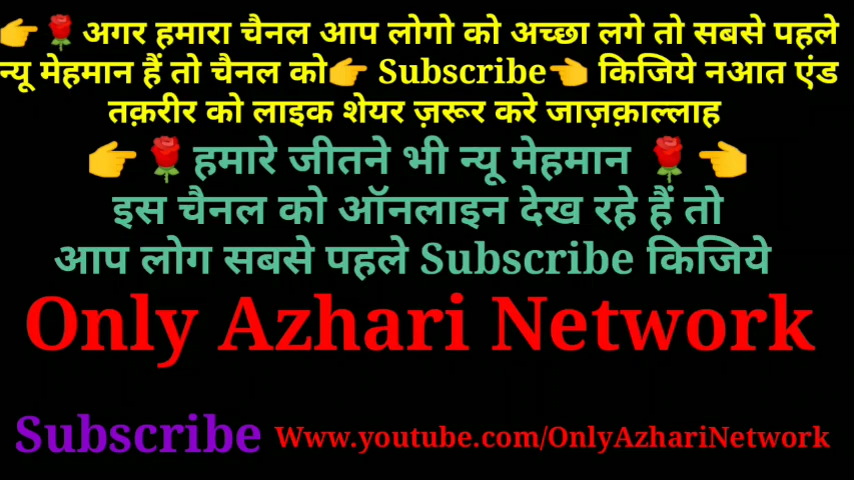 👉🌹अगर हमारा चैनल आप लोगो को अच्छा लगे तो सबसे पहले
न्यू मेहमान हैं तो चैनल को👉 Subscribe👈 किजिये नआत एंड
तक़रीर को लाइक शेयर ज़रूर करे जाज़क़ाल्लाह
👉🌹हमारे जीतने भी न्यू मेहमान 🌹👈
इस चैनल को ऑनलाइन देख रहे हैं तो
आप लोग सबसे पहले Subscribe किजिये
Only Azhari Network
Subscribe Www.youtube.com/OnlyAzhariNetwork